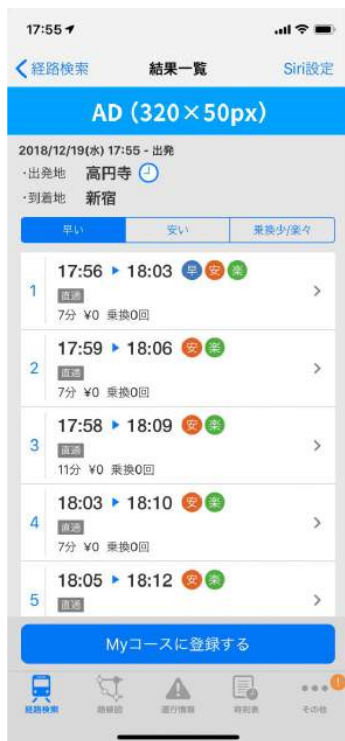 17:55
経路検索 結果一覧 Siri設定
AD (320×50px)
2018/12/19(水) 17:55 - 出発
・出発地 高円寺
・到着地 新宿
早い 安い 乗換少/楽々
1 17:56 ▶ 18:03 早 安 楽
直通
7分 ¥0 乗換0回
2 17:59 ▶ 18:06 安 楽
直通
7分 ¥0 乗換0回
3 17:58 ▶ 18:09 安 楽
直通
11分 ¥0 乗換0回
4 18:03 ▶ 18:10 安 楽
直通
7分 ¥0 乗換0回
5 18:05 ▶ 18:12 安 楽
直通
Myコースに登録する
経路検索 路線図 運行情報 時刻表 その他